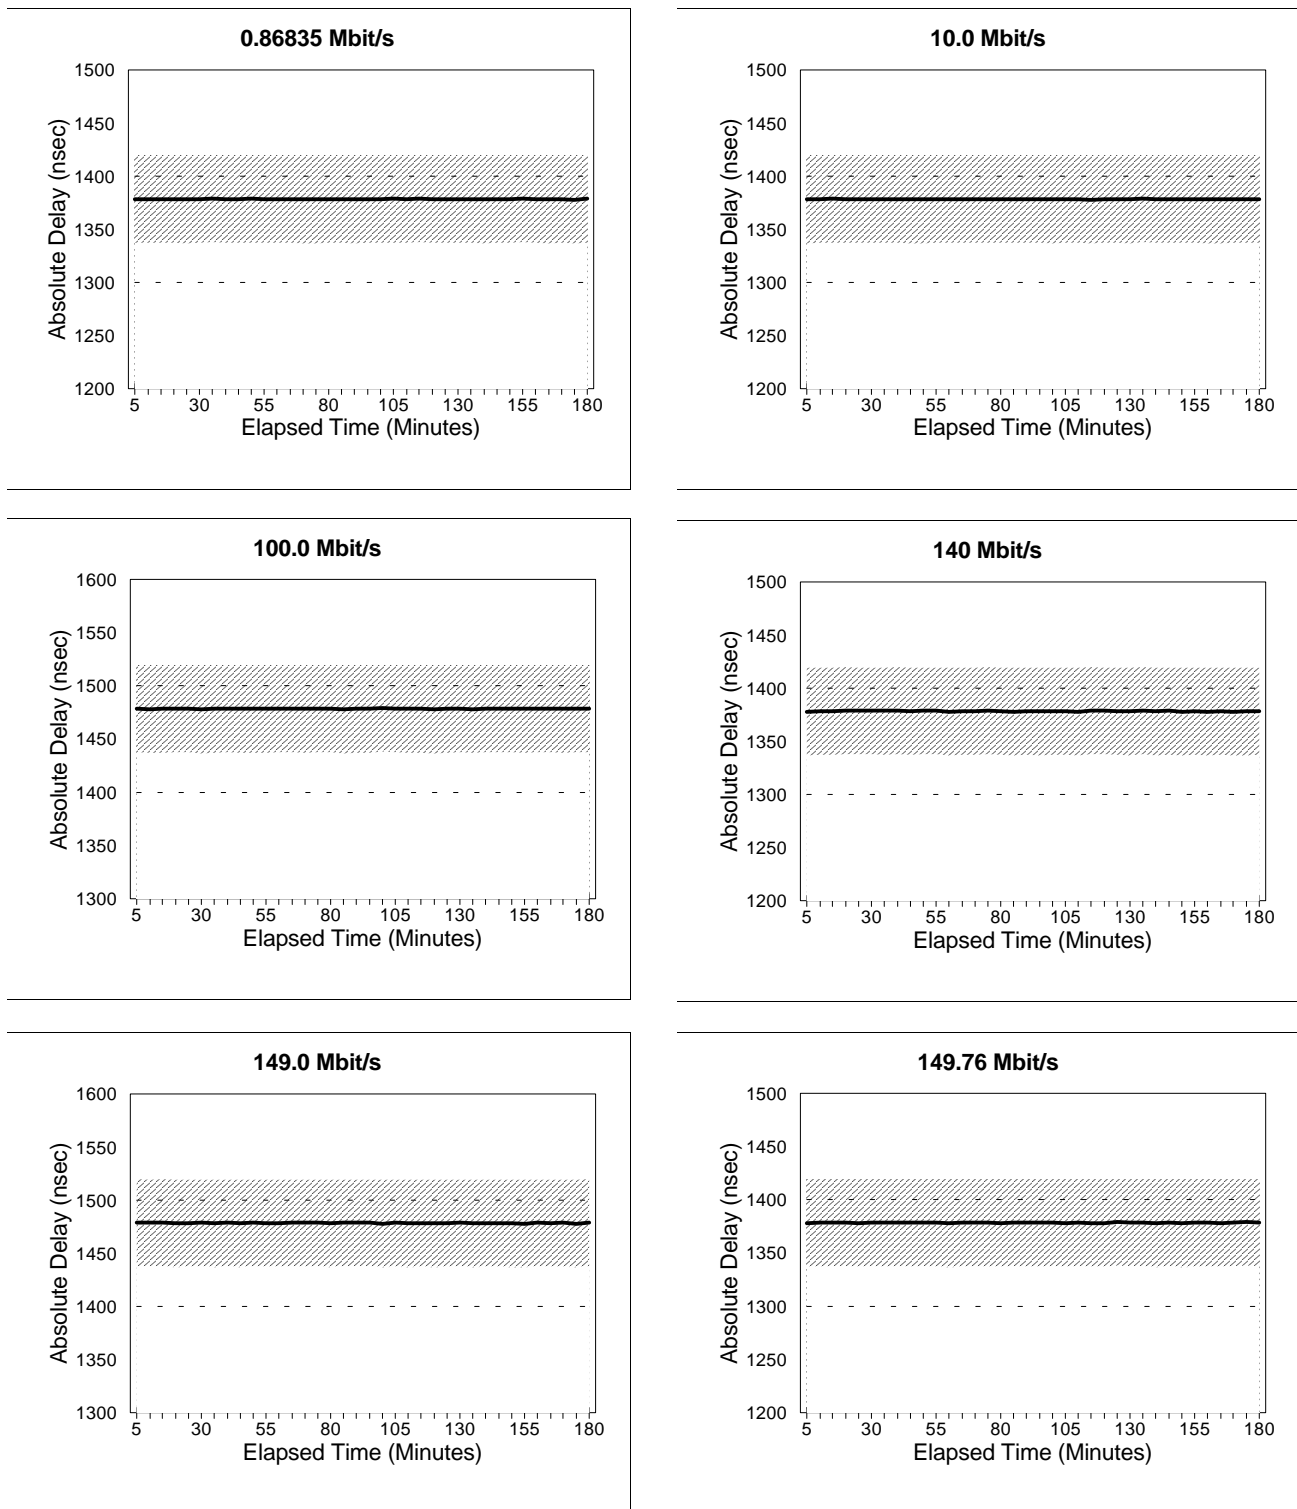 0.86835 Mbit/s
1500
1450
1400
1350
1300
1250
1200
Absolute Delay (nsec)
5 30 55 80 105 130 155 180
Elapsed Time (Minutes)
10.0 Mbit/s
1500
1450
1400
1350
1300
1250
1200
Absolute Delay (nsec)
5 30 55 80 105 130 155 180
Elapsed Time (Minutes)
100.0 Mbit/s
1600
1550
1500
1450
1400
1350
1300
Absolute Delay (nsec)
5 30 55 80 105 130 155 180
Elapsed Time (Minutes)
140 Mbit/s
1500
1450
1400
1350
1300
1250
1200
Absolute Delay (nsec)
5 30 55 80 105 130 155 180
Elapsed Time (Minutes)
149.0 Mbit/s
1600
1550
1500
1450
1400
1350
1300
Absolute Delay (nsec)
5 30 55 80 105 130 155 180
Elapsed Time (Minutes)
149.76 Mbit/s
1500
1450
1400
1350
1300
1250
1200
Absolute Delay (nsec)
5 30 55 80 105 130 155 180
Elapsed Time (Minutes)